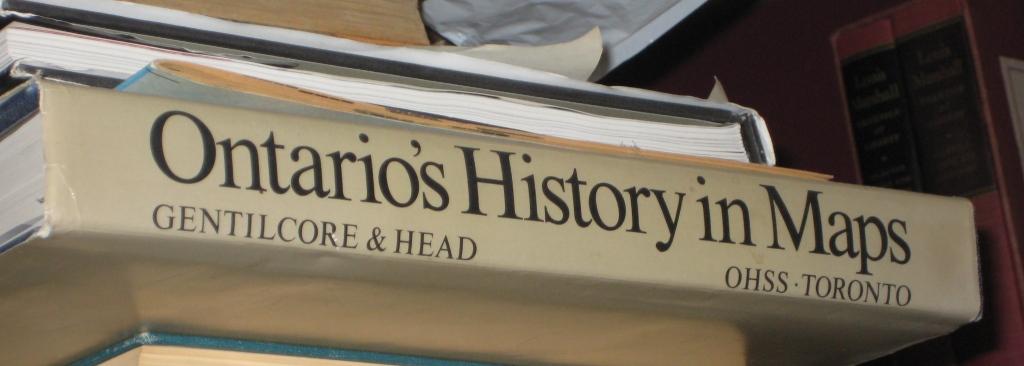 Ontario's History in Maps
GENTILCORE & HEAD
OHSS · TORONTO